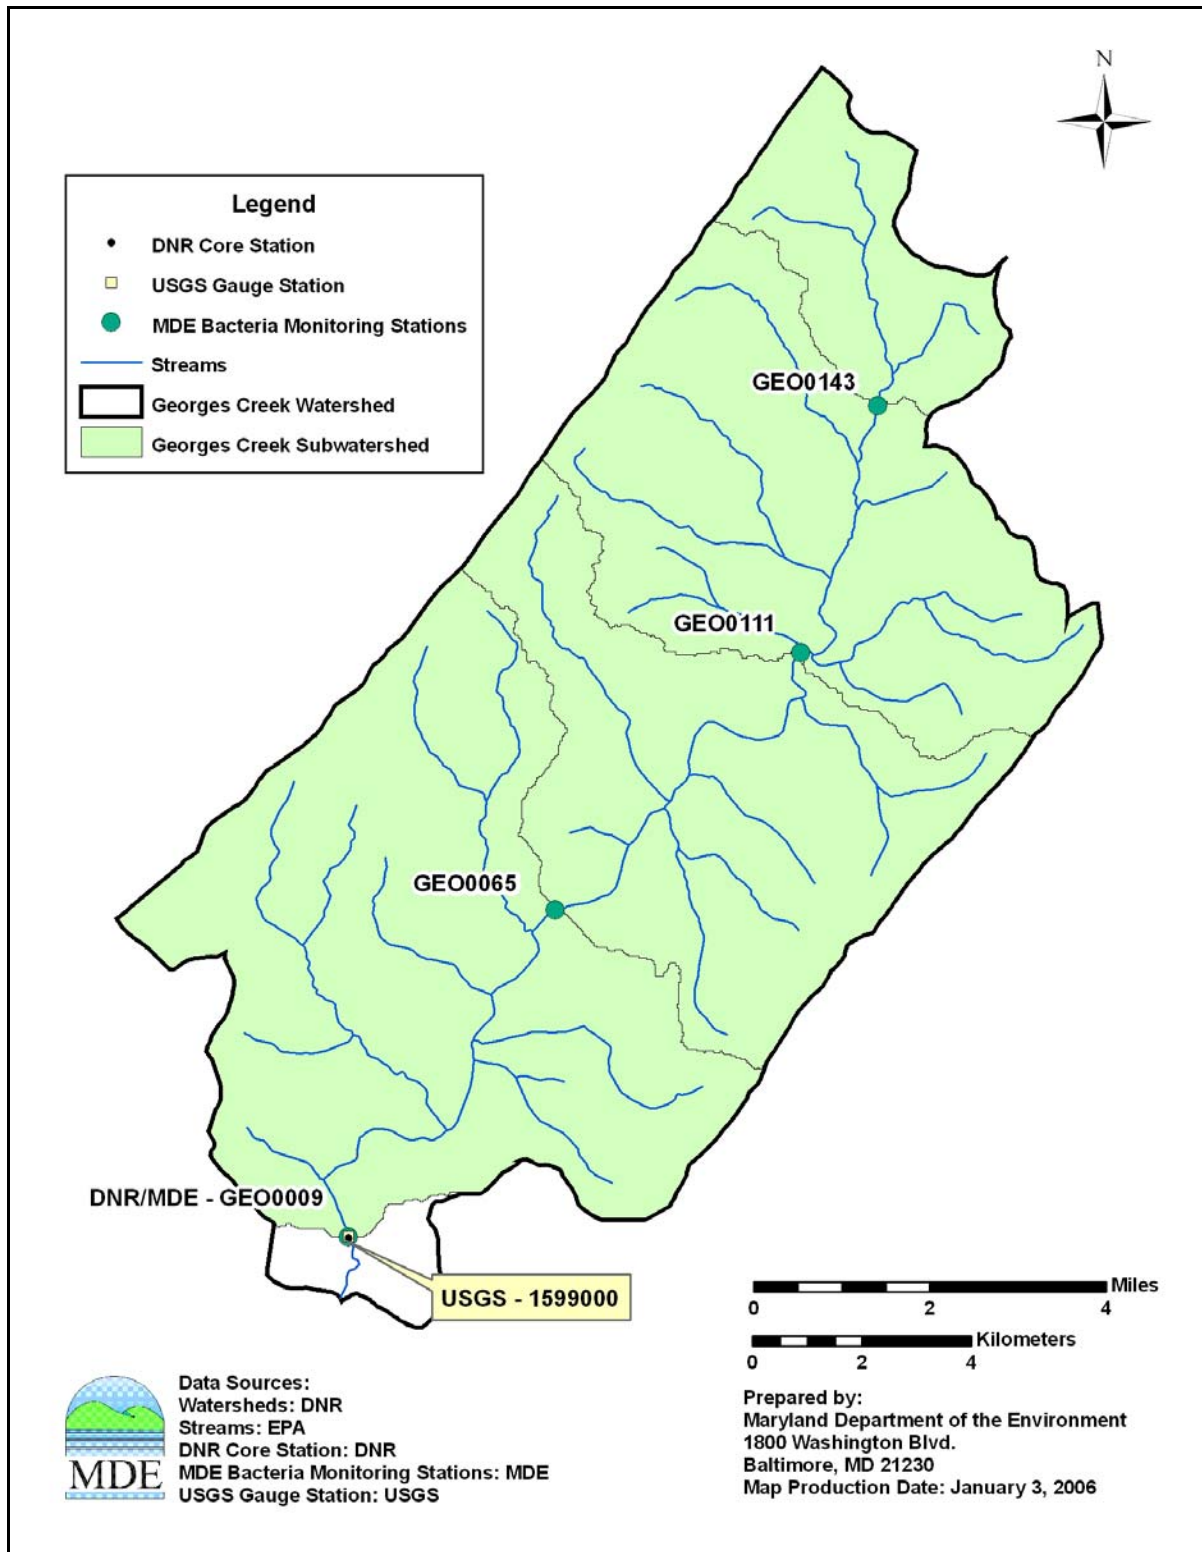 N
Legend
DNR Core Station
USGS Gauge Station
MDE Bacteria Monitoring Stations
Streams
Georges Creek Watershed
Georges Creek Subwatershed
GEO0143
GEO0111
GEO0065
DNR/MDE - GEO0009
USGS - 1599000
Miles
0 2 4
Kilometers
0 2 4
MDE
Data Sources:
Watersheds: DNR
Streams: EPA
DNR Core Station: DNR
MDE Bacteria Monitoring Stations: MDE
USGS Gauge Station: USGS
Prepared by:
Maryland Department of the Environment
1800 Washington Blvd.
Baltimore, MD 21230
Map Production Date: January 3, 2006